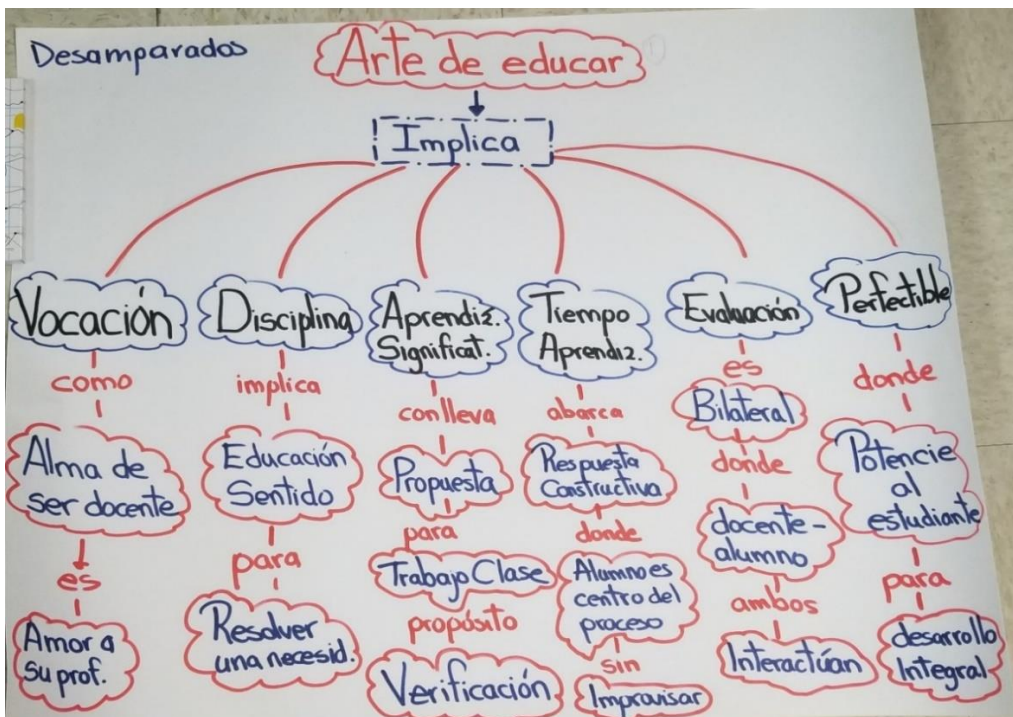 Desamparados
Arte de educar
Implica
Vocación
como
Alma de
ser docente
es
Amor a
su prof.
Disciplina
implica
Educación
Sentido
para
Resolver
una necesid.
Aprendiz.
Significat.
conlleva
Propuesta
para
Trabajo Clase
propósito
Verificación
Tiempo
Aprendiz.
abarca
Respuesta
Constructiva
donde
Alumno es
centro del
proceso
sin
Improvisar
Evaluación
es
Bilateral
donde
docente-
alumno
ambos
Interactúan
Perfectible
donde
Potencie
al
estudiante
para
desarrollo
Integral